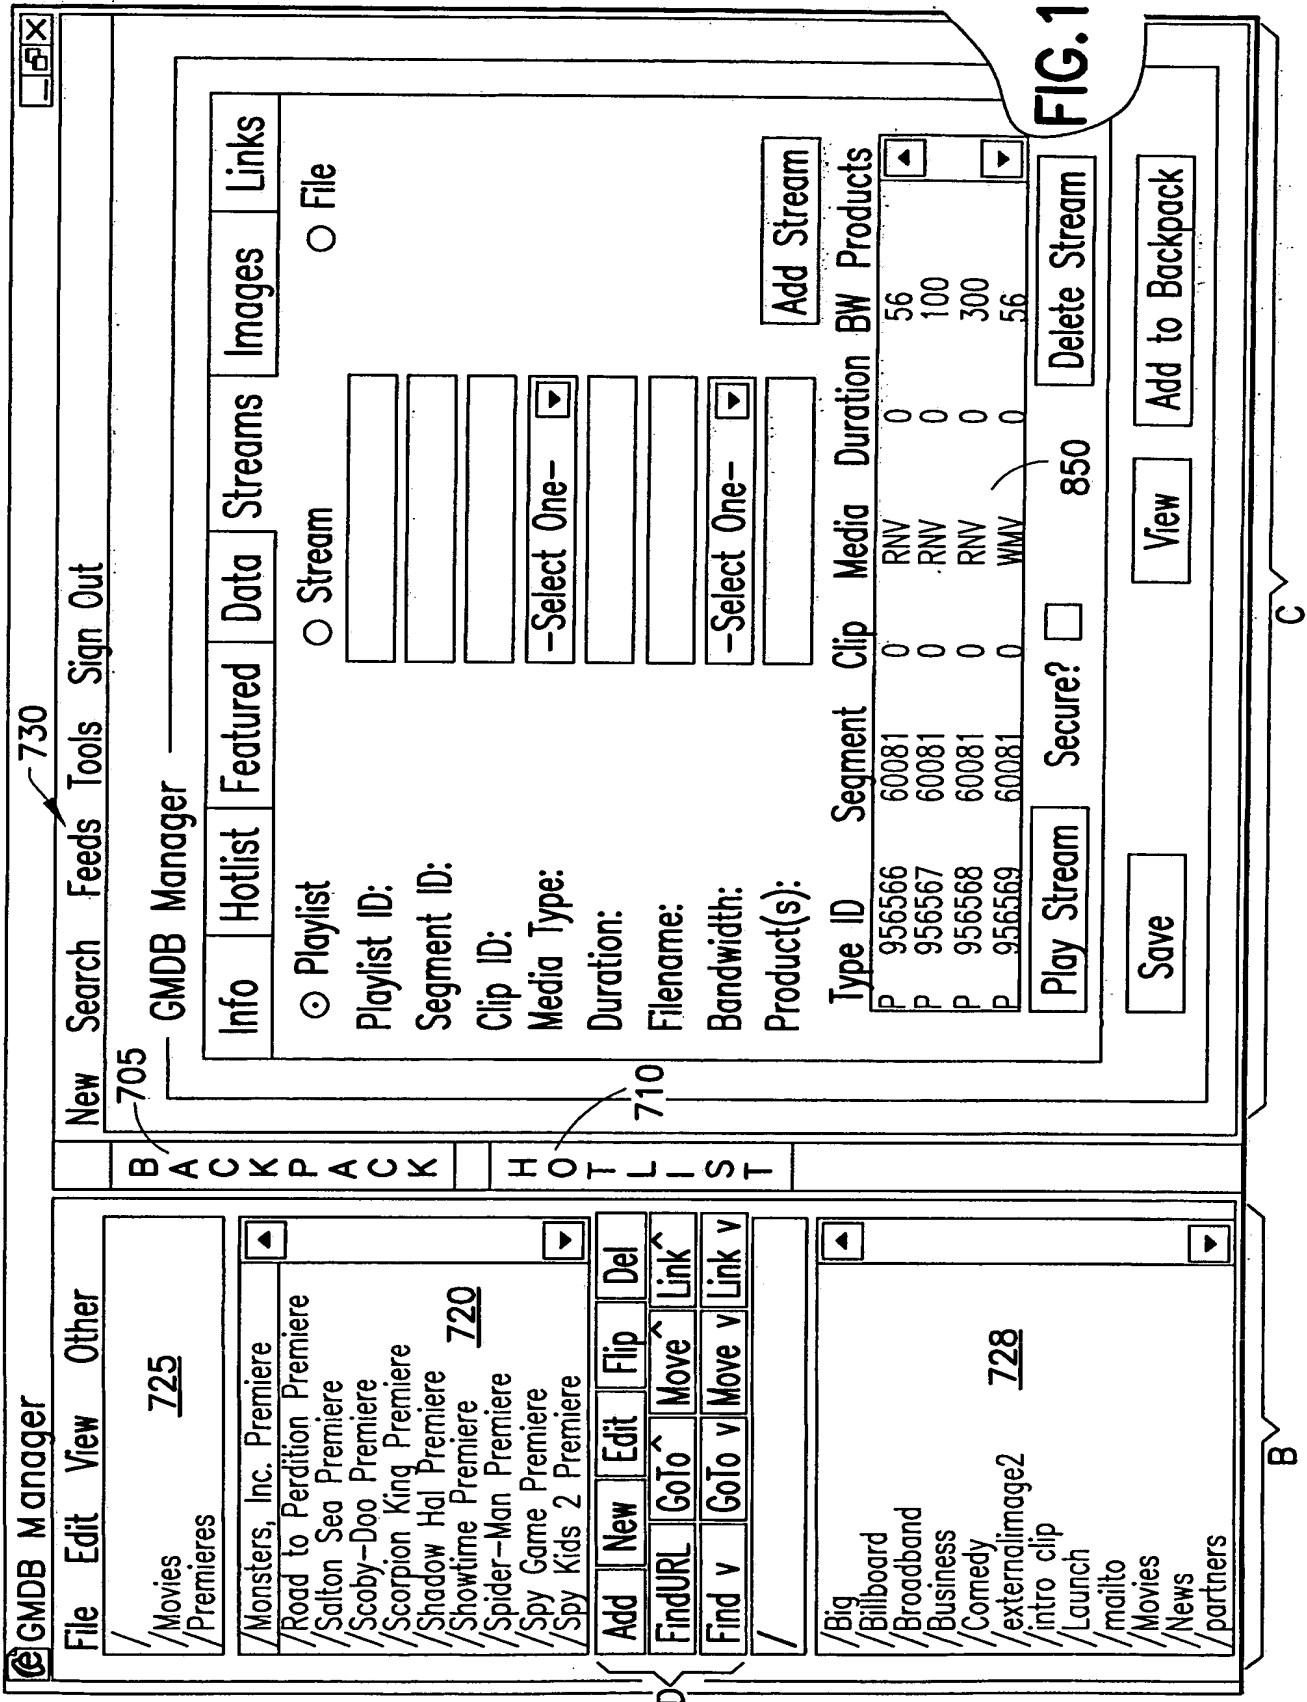 GMDB Manager
File Edit View Other
/
/Movies
/Premieres
725
/Monsters, Inc. Premiere
/Road to Perdition Premiere
/Salton Sea Premiere
/Scoby-Doo Premiere
/Scorpion King Premiere
/Shadow Hal Premiere
/Showtime Premiere
/Spider-Man Premiere
/Spy Game Premiere
/Spy Kids 2 Premiere
720
Add New Edit Flip Del
FindURL GoTo^ Move^ Link^
Find v GoTo v Move v Link v
D
/
/Big
/Billboard
/Broadband
/Business
/Comedy
/externalimage2
/intro clip
/Launch
/mailto
/Movies
/News
/partners
728
B
BACKPACK
705
HOTLIST
710
730
New Search Feeds Tools Sign Out
GMDB Manager
Info Hotlist Featured Data Streams Images Links
Playlist Stream File
Playlist ID:
Segment ID:
Clip ID:
Media Type: -Select One-
Duration:
Filename:
Bandwidth: -Select One-
Product(s):
Add Stream
Type ID Segment Clip Media Duration BW Products
P 956566 60081 0 RNV 0 56
P 956567 60081 0 RNV 0 100
P 956568 60081 0 RNV 0 300
P 956569 60081 0 WMV 0 56
Play Stream Secure? 850 Delete Stream
Save View Add to Backpack
C
FIG.1